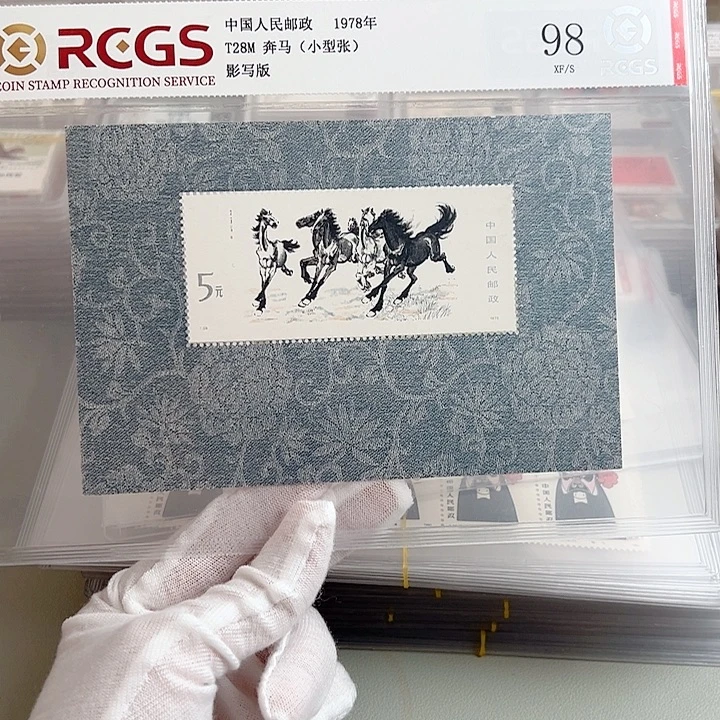 RCGS
COIN STAMP RECOGNITION SERVICE
中国人民邮政 1978年
T28M 奔马（小型张）
影写版
98
XF/S
RCGS
5元
中国人民邮政